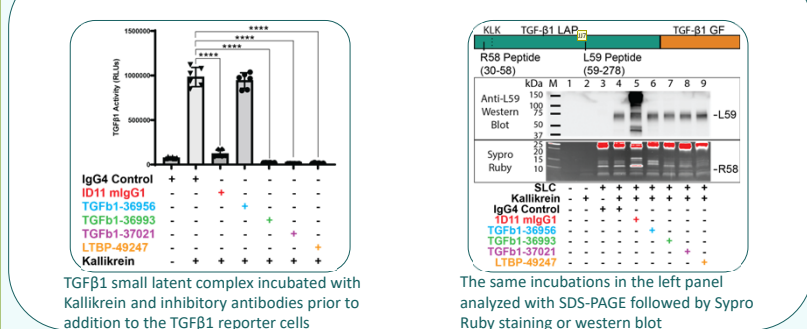 1500000
****
****
****
****
1000000
TGFβ1 Activity (RLUs)
500000
0
IgG4 Control + + - - - - -
ID11 mIgG1 - - + - - - -
TGFb1-36956 - - - + - - -
TGFb1-36993 - - - - + - -
TGFb1-37021 - - - - - + -
LTBP-49247 - - - - - - +
Kallikrein - + + + + + +
TGFβ1 small latent complex incubated with
Kallikrein and inhibitory antibodies prior to
addition to the TGFβ1 reporter cells
KLK TGF-β1 LAP TGF-β1 GF
R58 Peptide
(30-58)
L59 Peptide
(59-278)
kDa M 1 2 3 4 5 6 7 8 9
Anti-L59
Western
Blot
150
100
75
50
37
-L59
Sypro
Ruby
25
20
15
10
-R58
SLC - - + + + + + + +
Kallikrein - + - + + + + + +
IgG4 Control - - + + - - - - -
1D11 mIgG1 - - - - + - - - -
TGFb1-36956 - - - - - + - - -
TGFb1-36993 - - - - - - + - -
TGFb1-37021 - - - - - - - + -
LTBP-49247 - - - - - - - - +
The same incubations in the left panel
analyzed with SDS-PAGE followed by Sypro
Ruby staining or western blot